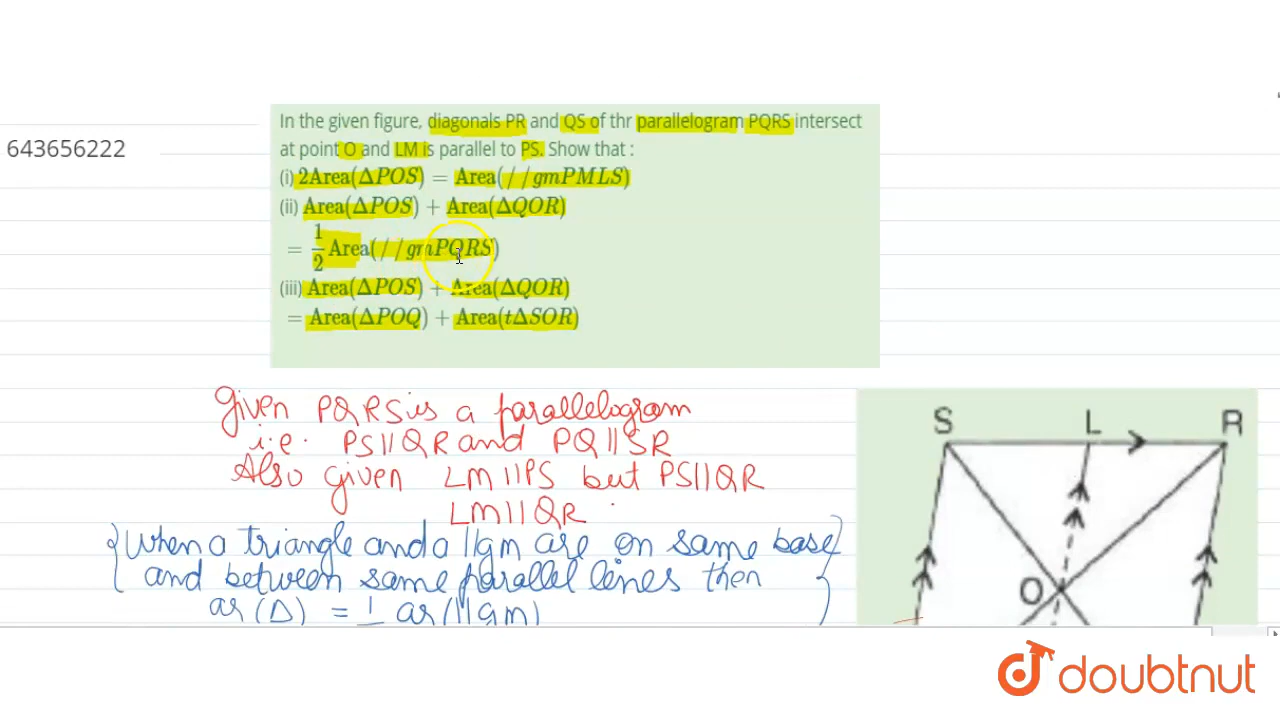 643656222
In the given figure, diagonals PR and QS of thr parallelogram PQRS intersect
at point O and LM is parallel to PS. Show that :
(i) 2Area(ΔPOS) = Area(//gmPMLS)
(ii) Area(ΔPOS) + Area(ΔQOR)
= 1/2 Area(//gmPQRS)
(iii) Area(ΔPOS) + Area(ΔQOR)
= Area(ΔPOQ) + Area(tΔSOR)
Given PQRS is a parallelogram
i.e. PS||QR and PQ||SR
Also given LM||PS but PS||QR
LM||QR
{When a triangle and a ||gm are on same base
and between same parallel lines then
ar(Δ) = 1 ar(||gm)}
S L R
O
doubtnut